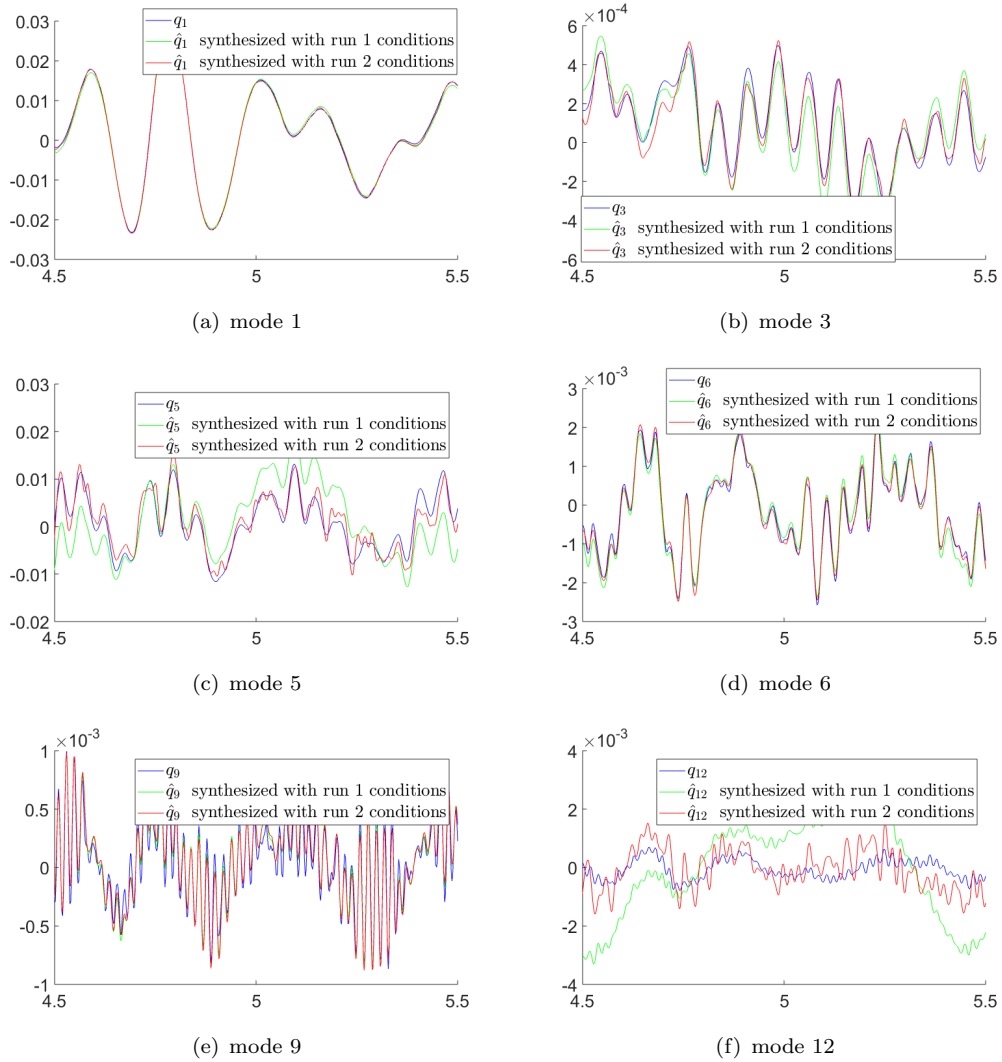 0.03
0.02
0.01
0
-0.01
-0.02
-0.03
4.5
5
5.5
q₁
q̂₁ synthesized with run 1 conditions
q̂₁ synthesized with run 2 conditions
(a) mode 1
×10⁻⁴
6
4
2
0
-2
-4
-6
4.5
5
5.5
q₃
q̂₃ synthesized with run 1 conditions
q̂₃ synthesized with run 2 conditions
(b) mode 3
0.03
0.02
0.01
0
-0.01
-0.02
4.5
5
5.5
q₅
q̂₅ synthesized with run 1 conditions
q̂₅ synthesized with run 2 conditions
(c) mode 5
×10⁻³
3
2
1
0
-1
-2
-3
4.5
5
5.5
q₆
q̂₆ synthesized with run 1 conditions
q̂₆ synthesized with run 2 conditions
(d) mode 6
×10⁻³
1
0.5
0
-0.5
-1
4.5
5
5.5
q₉
q̂₉ synthesized with run 1 conditions
q̂₉ synthesized with run 2 conditions
(e) mode 9
×10⁻³
4
2
0
-2
-4
4.5
5
5.5
q₁₂
q̂₁₂ synthesized with run 1 conditions
q̂₁₂ synthesized with run 2 conditions
(f) mode 12